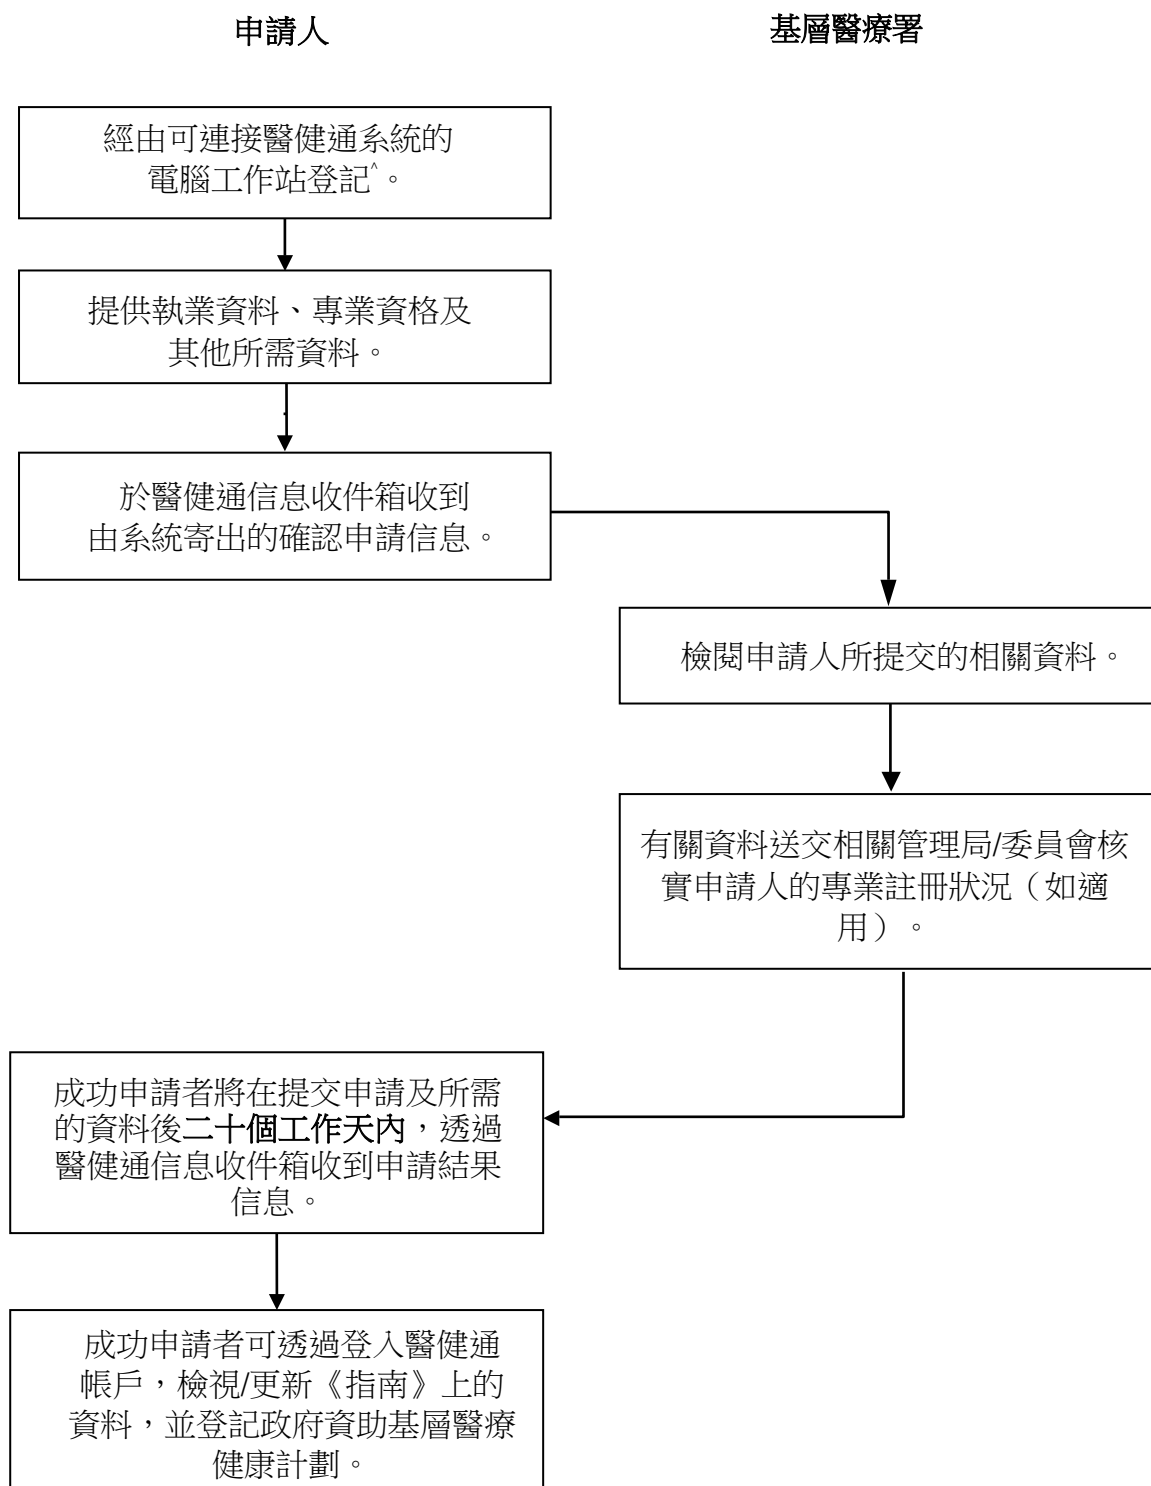 申請人
基層醫療署
經由可連接醫健通系統的
電腦工作站登記^。
提供執業資料、專業資格及
其他所需資料。
於醫健通信息收件箱收到
由系統寄出的確認申請信息。
檢閱申請人所提交的相關資料。
有關資料送交相關管理局/委員會核
實申請人的專業註冊狀況（如適
用）。
成功申請者將在提交申請及所需
的資料後二十個工作天內，透過
醫健通信息收件箱收到申請結果
信息。
成功申請者可透過登入醫健通
帳戶，檢視/更新《指南》上的
資料，並登記政府資助基層醫療
健康計劃。